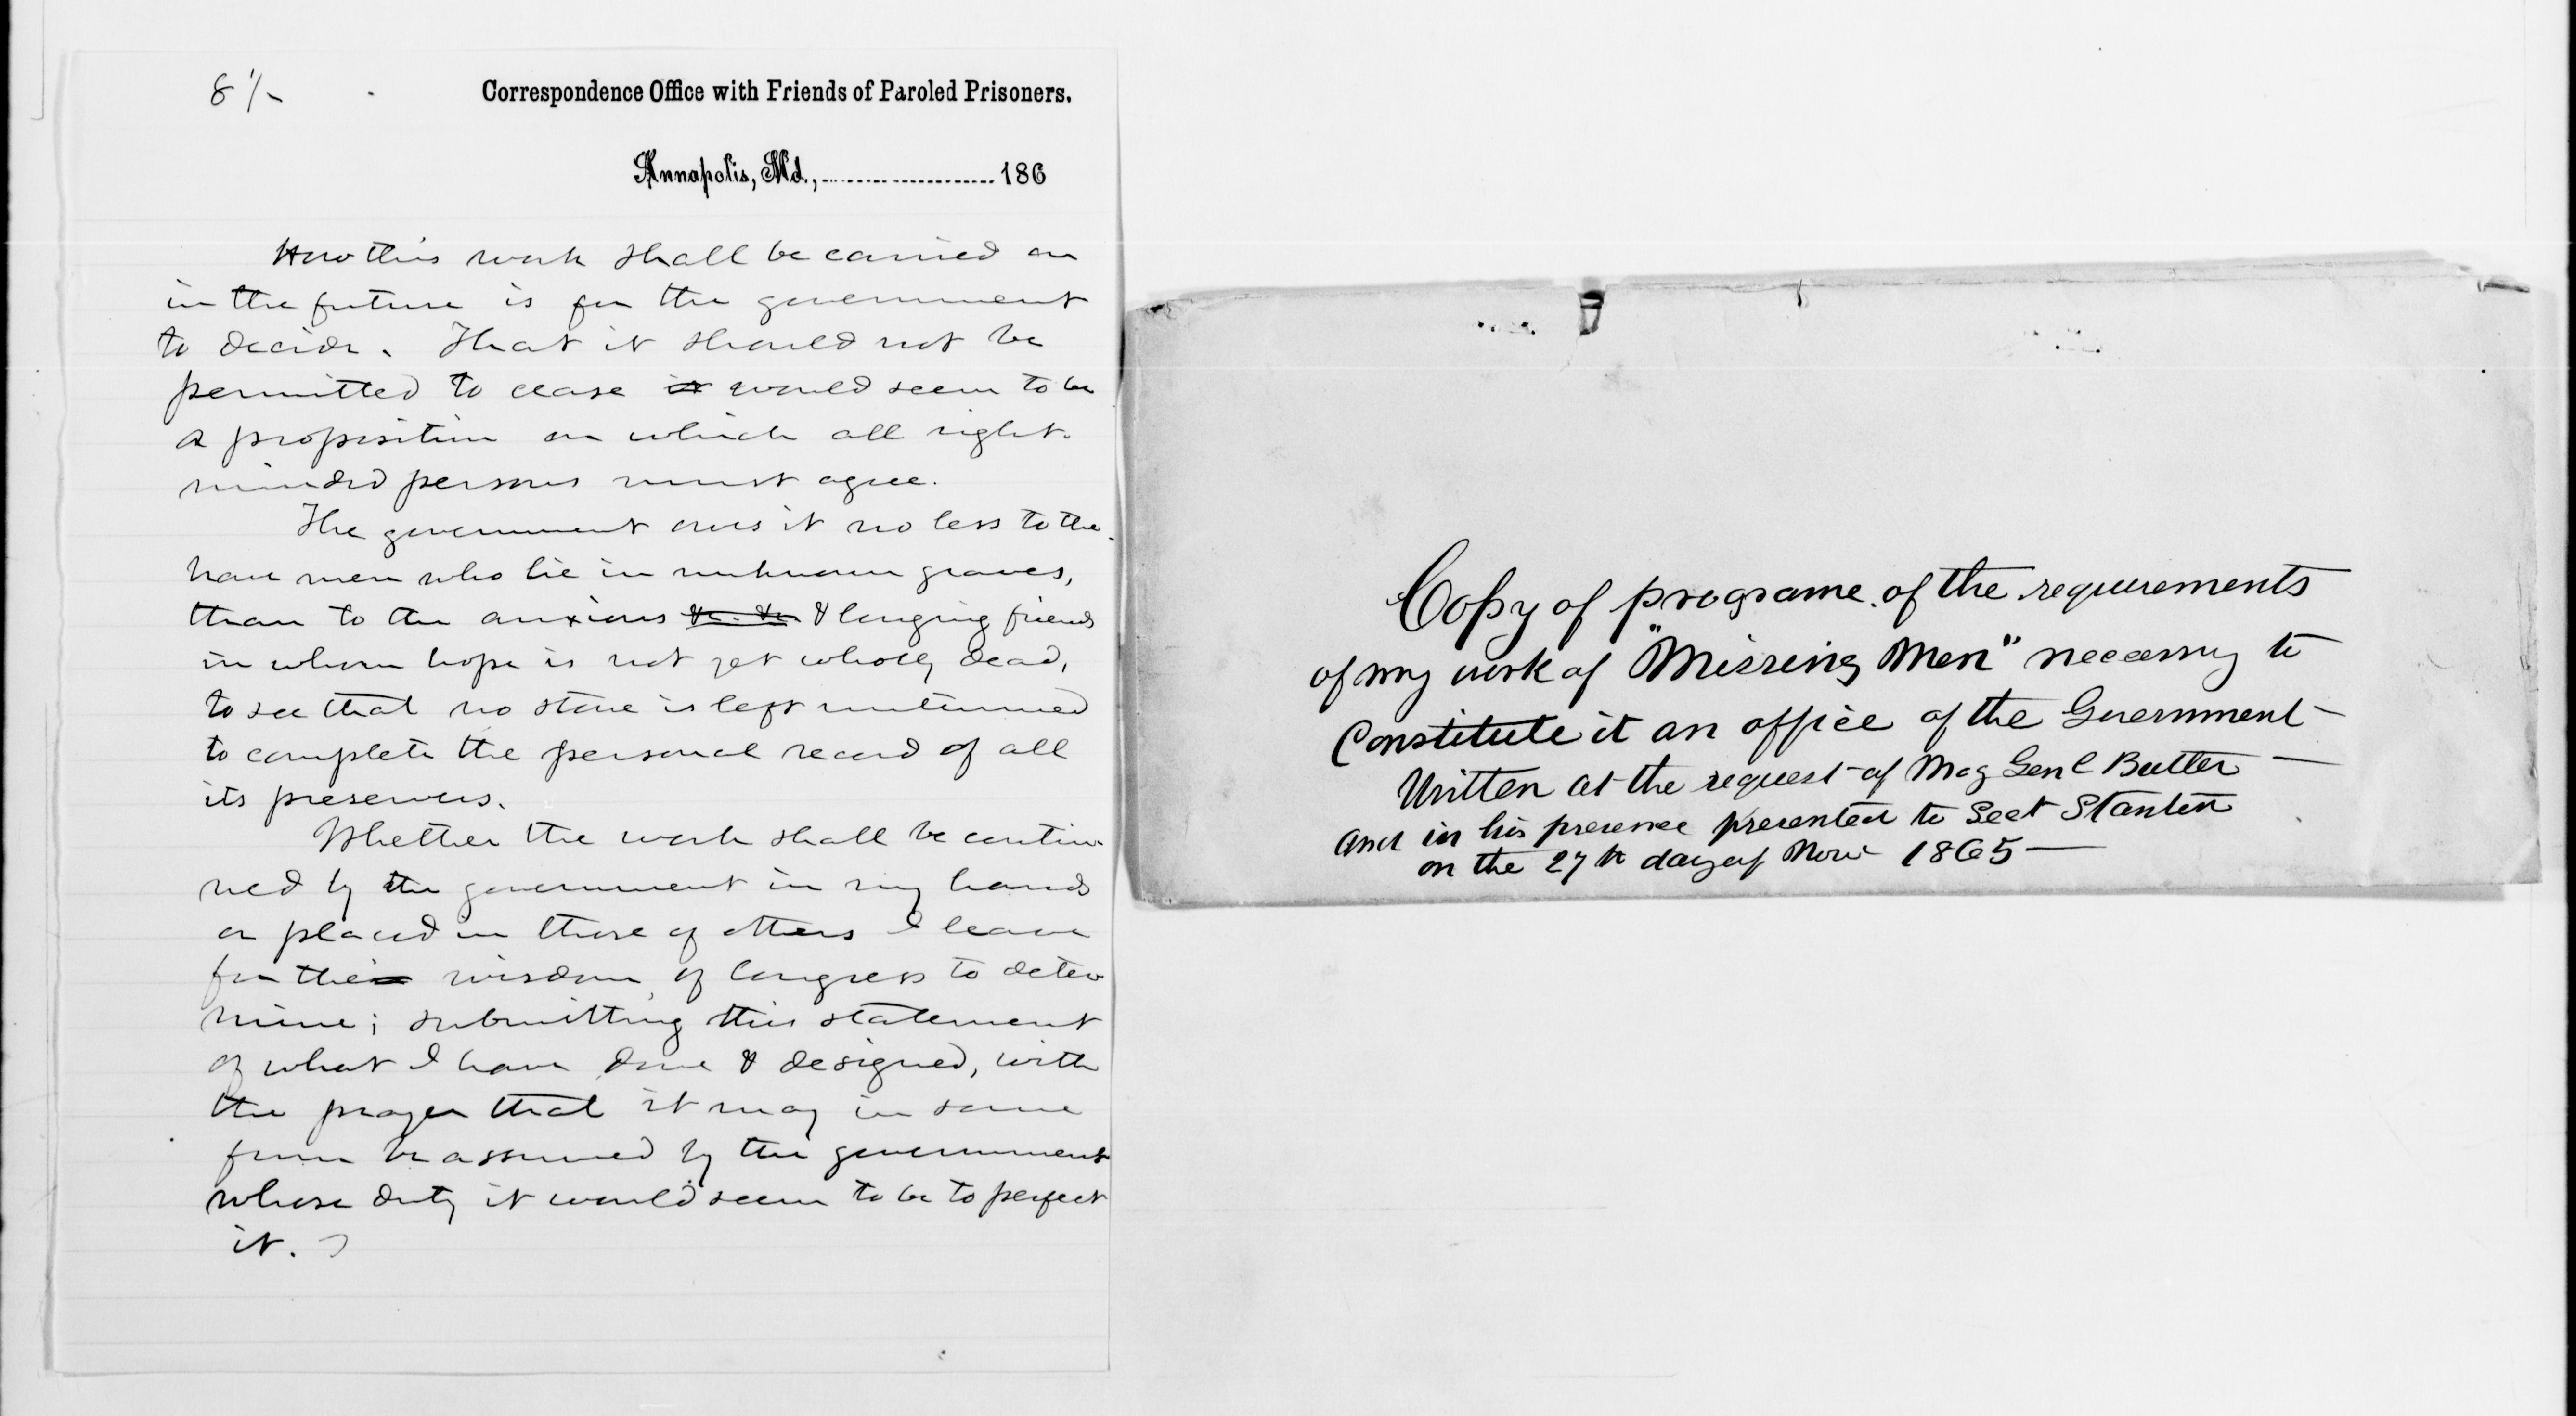 8 1/2
Correspondence Office with Friends of Paroled Prisoners.
Annapolis, Md., 186
How this work shall be carried on
in the future is for the government
to decide. That it should not be
permitted to cease it would seem to be
a proposition on which all right-
minded persons must agree.
The government owes it no less to the
brave men who lie in unknown graves,
than to the anxious &c. &c. & longing friends
in whom hope is not yet wholly dead,
to see that no stone is left unturned
to complete the personal record of all
its preservers.
Whether the work shall be contin-
ued by the government in my hands
or placed in those of others I leave
for the wisdom of Congress to deter-
mine; submitting this statement
of what I have done & designed, with
the prayer that it may in some
form be assumed by the government
whose duty it would seem to be to perfect
it.
Copy of programe of the requirements
of my work of "Missing Men" necessary to
Constitute it an office of the Government -
Written at the request of Maj Genl Butler -
and in his presence presented to Sect Stanton
on the 27th day of Nov 1865 -